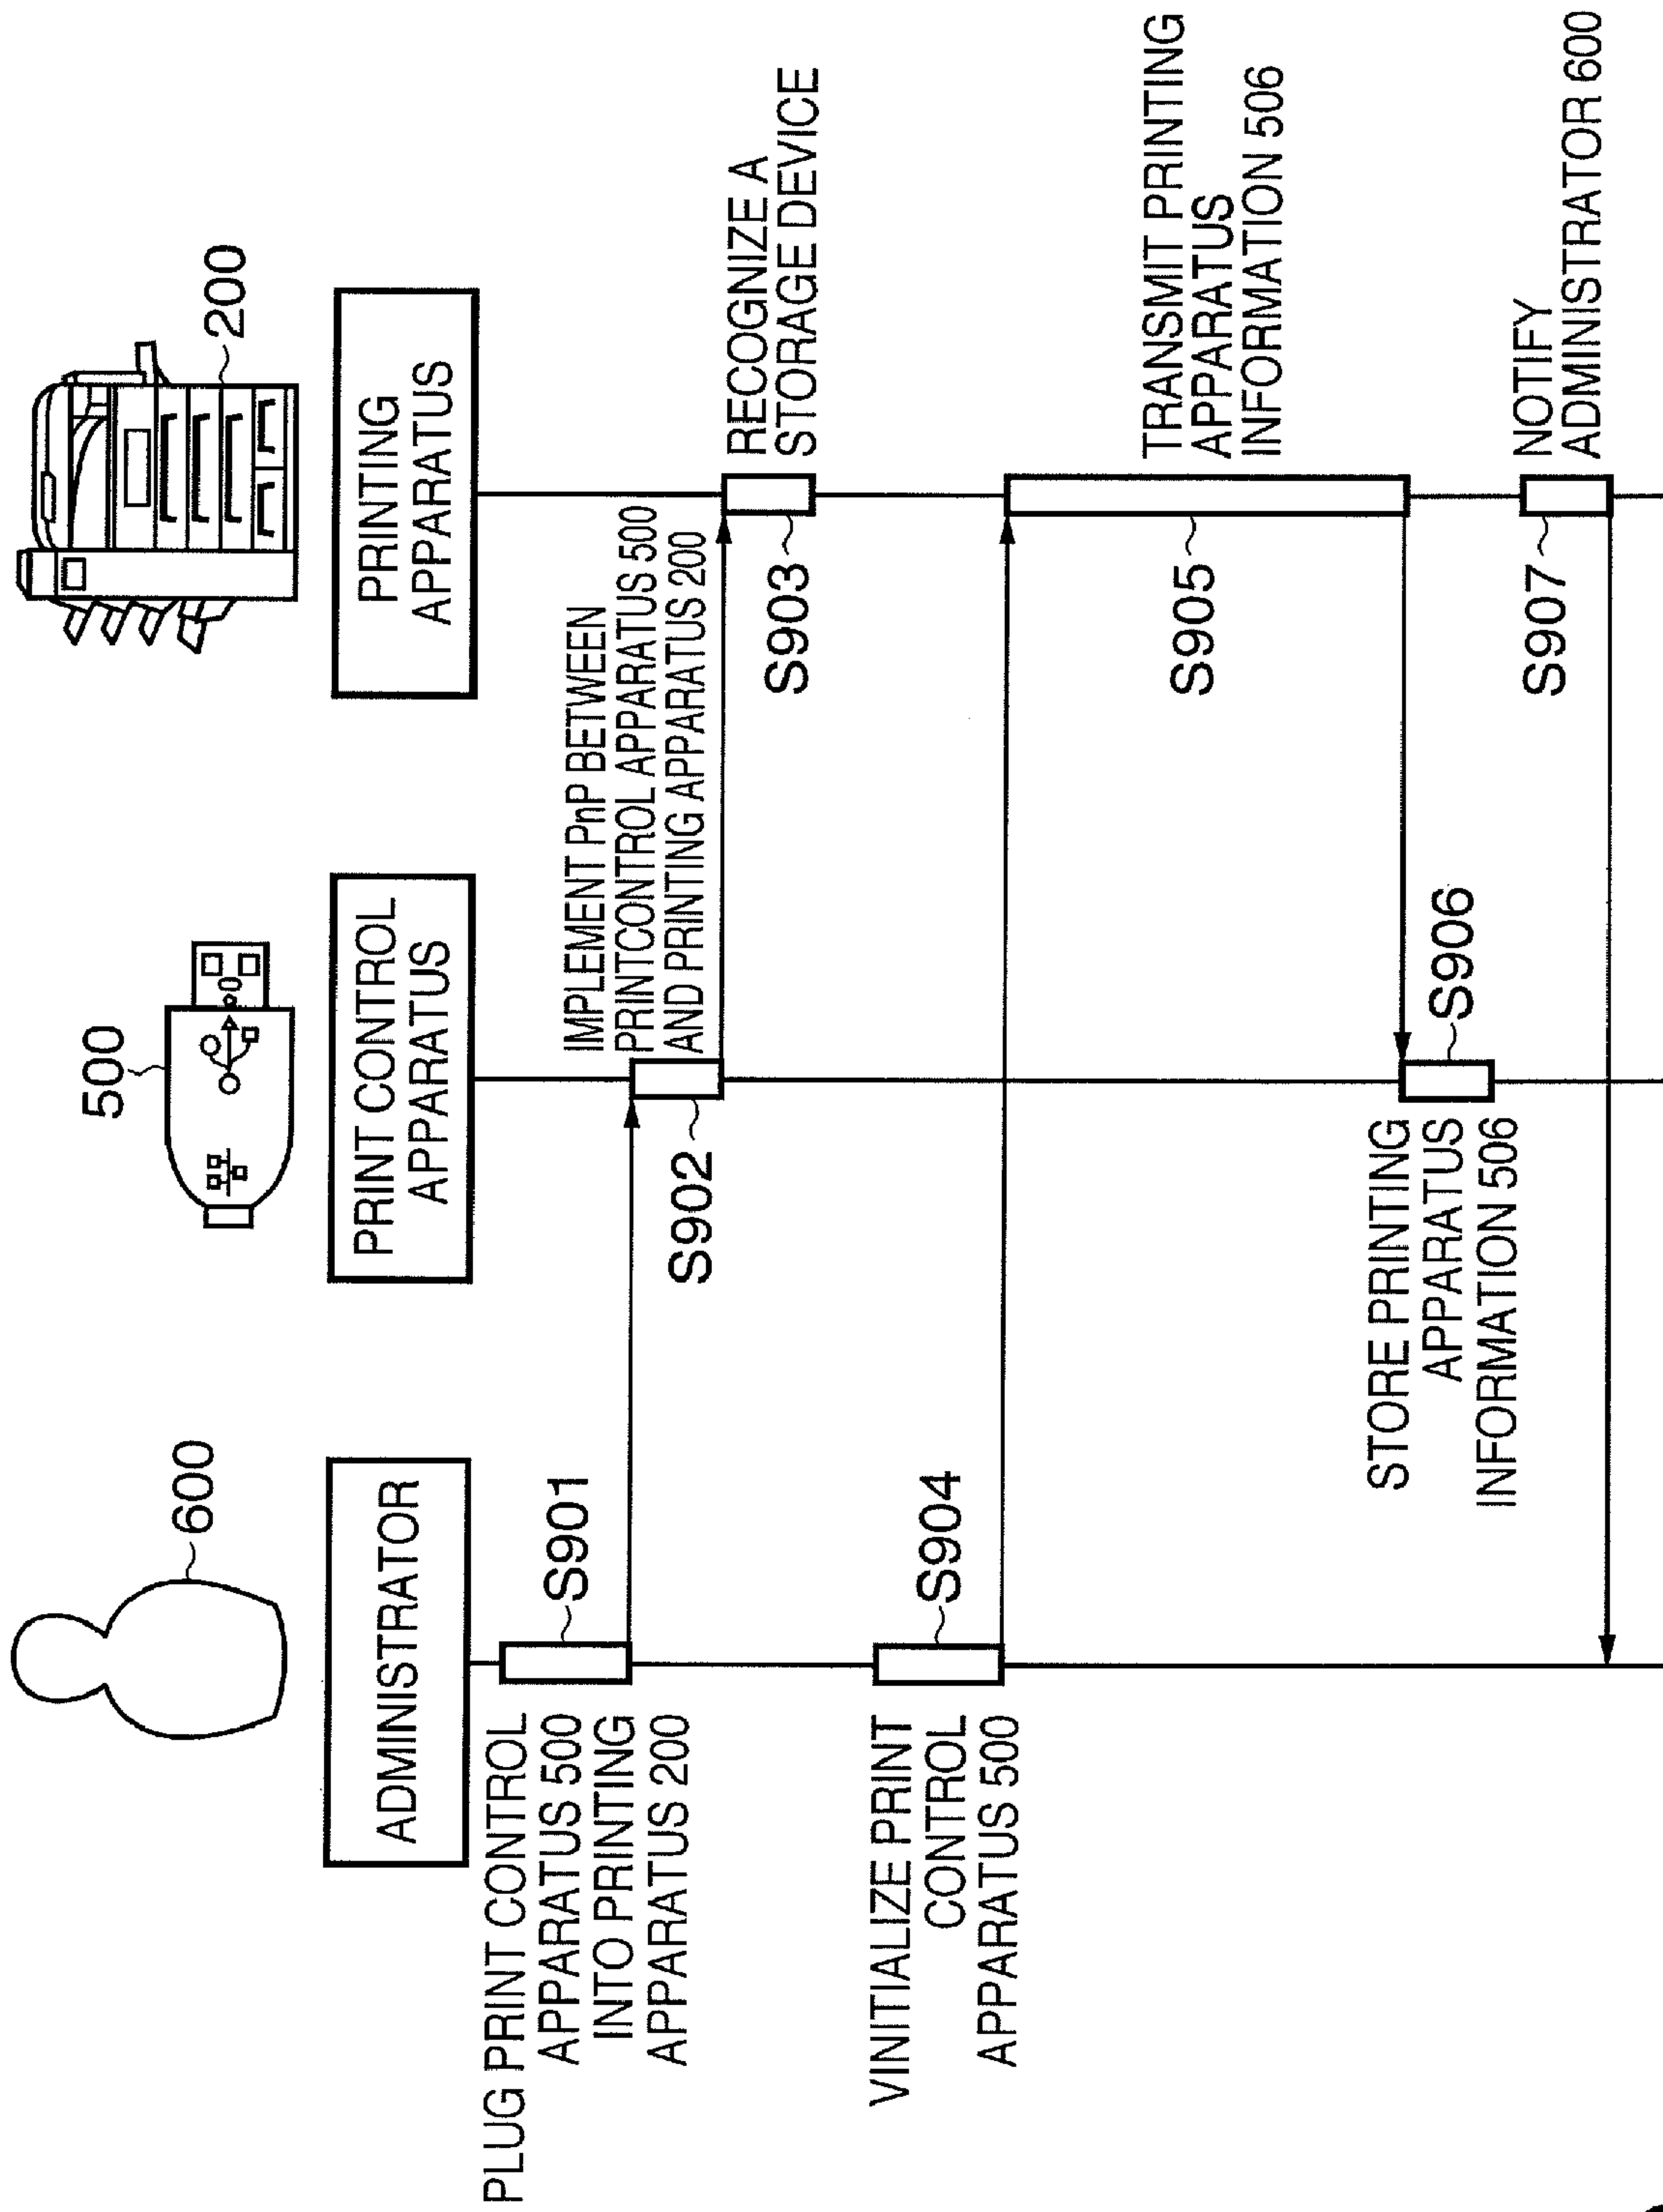 600
500
200
ADMINISTRATOR
PRINT CONTROL
APPARATUS
PRINTING
APPARATUS
PLUG PRINT CONTROL
APPARATUS 500
INTO PRINTING
APPARATUS 200
S901
IMPLEMENT PnP BETWEEN
PRINTCONTROL APPARATUS 500
AND PRINTING APPARATUS 200
S902
RECOGNIZE A
STORAGE DEVICE
S903
VINITIALIZE PRINT
CONTROL
APPARATUS 500
S904
TRANSMIT PRINTING
APPARATUS
INFORMATION 506
S905
STORE PRINTING
APPARATUS
INFORMATION 506
S906
NOTIFY
ADMINISTRATOR 600
S907